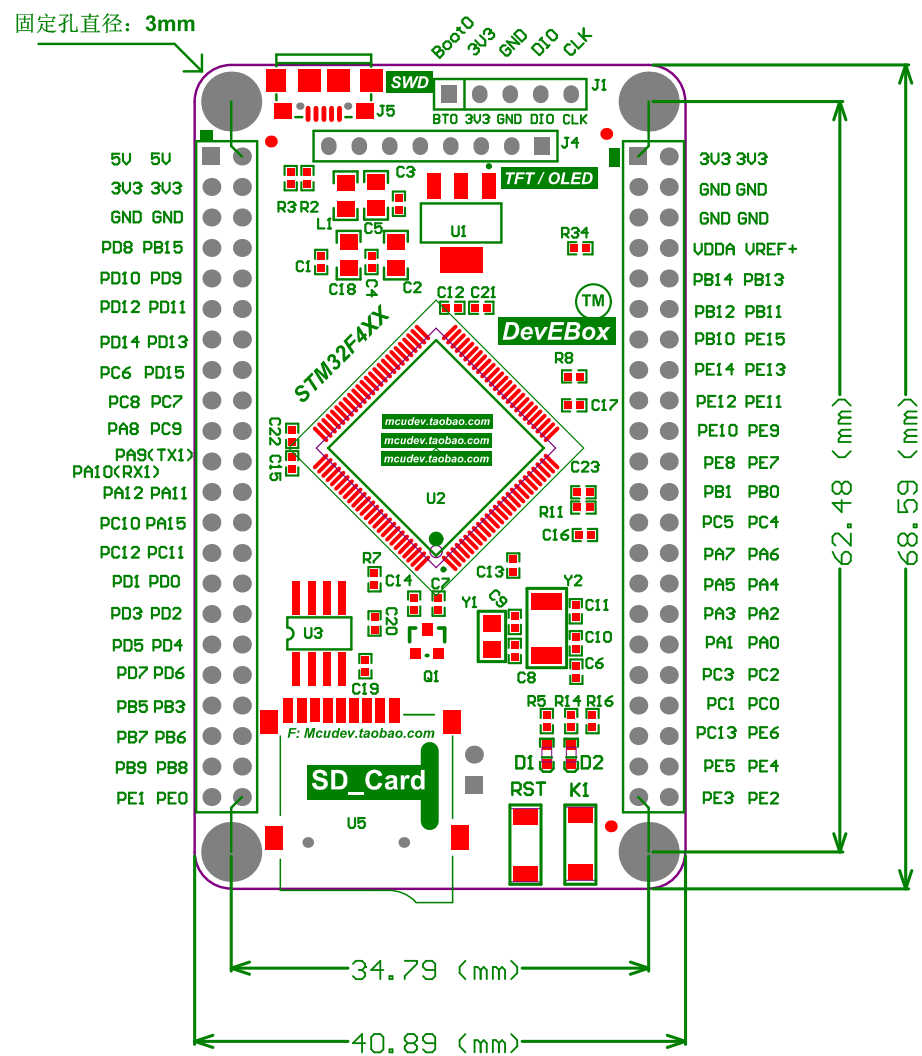 固定孔直径：3mm
Boot0 3V3 GND DIO CLK
SWD
J1
J5
BT0 3V3 GND DIO CLK
J4
5V 5V
3V3 3V3
3V3 3V3
GND GND
GND GND
GND GND
PD8 PB15
VDDA VREF+
PD10 PD9
PB14 PB13
PD12 PD11
PB12 PB11
PD14 PD13
PB10 PE15
PC6 PD15
PE14 PE13
PC8 PC7
PE12 PE11
PA8 PC9
PE10 PE9
PA9(TX1)
PA10(RX1)
PE8 PE7
PA12 PA11
PB1 PB0
PC10 PA15
PC5 PC4
PC12 PC11
PA7 PA6
PD1 PD0
PA5 PA4
PD3 PD2
PA3 PA2
PD5 PD4
PA1 PA0
PD7 PD6
PC3 PC2
PB5 PB3
PC1 PC0
PB7 PB6
PC13 PE6
PB9 PB8
PE5 PE4
PE1 PE0
PE3 PE2
C3
TFT / OLED
R3 R2
L1
C5
U1
R34
C1
C18
C4
C2
C12 C21
TM
STM32F4XX
DevEBox
R8
C17
mcudev.taobao.com
mcudev.taobao.com
mcudev.taobao.com
C22
C15
U2
C23
R11
C16
R7
C14
C7
C13
Y2
Y1
C9
C11
U3
C20
C10
C6
C19
Q1
C8
R5 R14 R16
F: Mcudev.taobao.com
D1
D2
SD_Card
RST
K1
U5
62.48 (mm)
68.59 (mm)
34.79 (mm)
40.89 (mm)